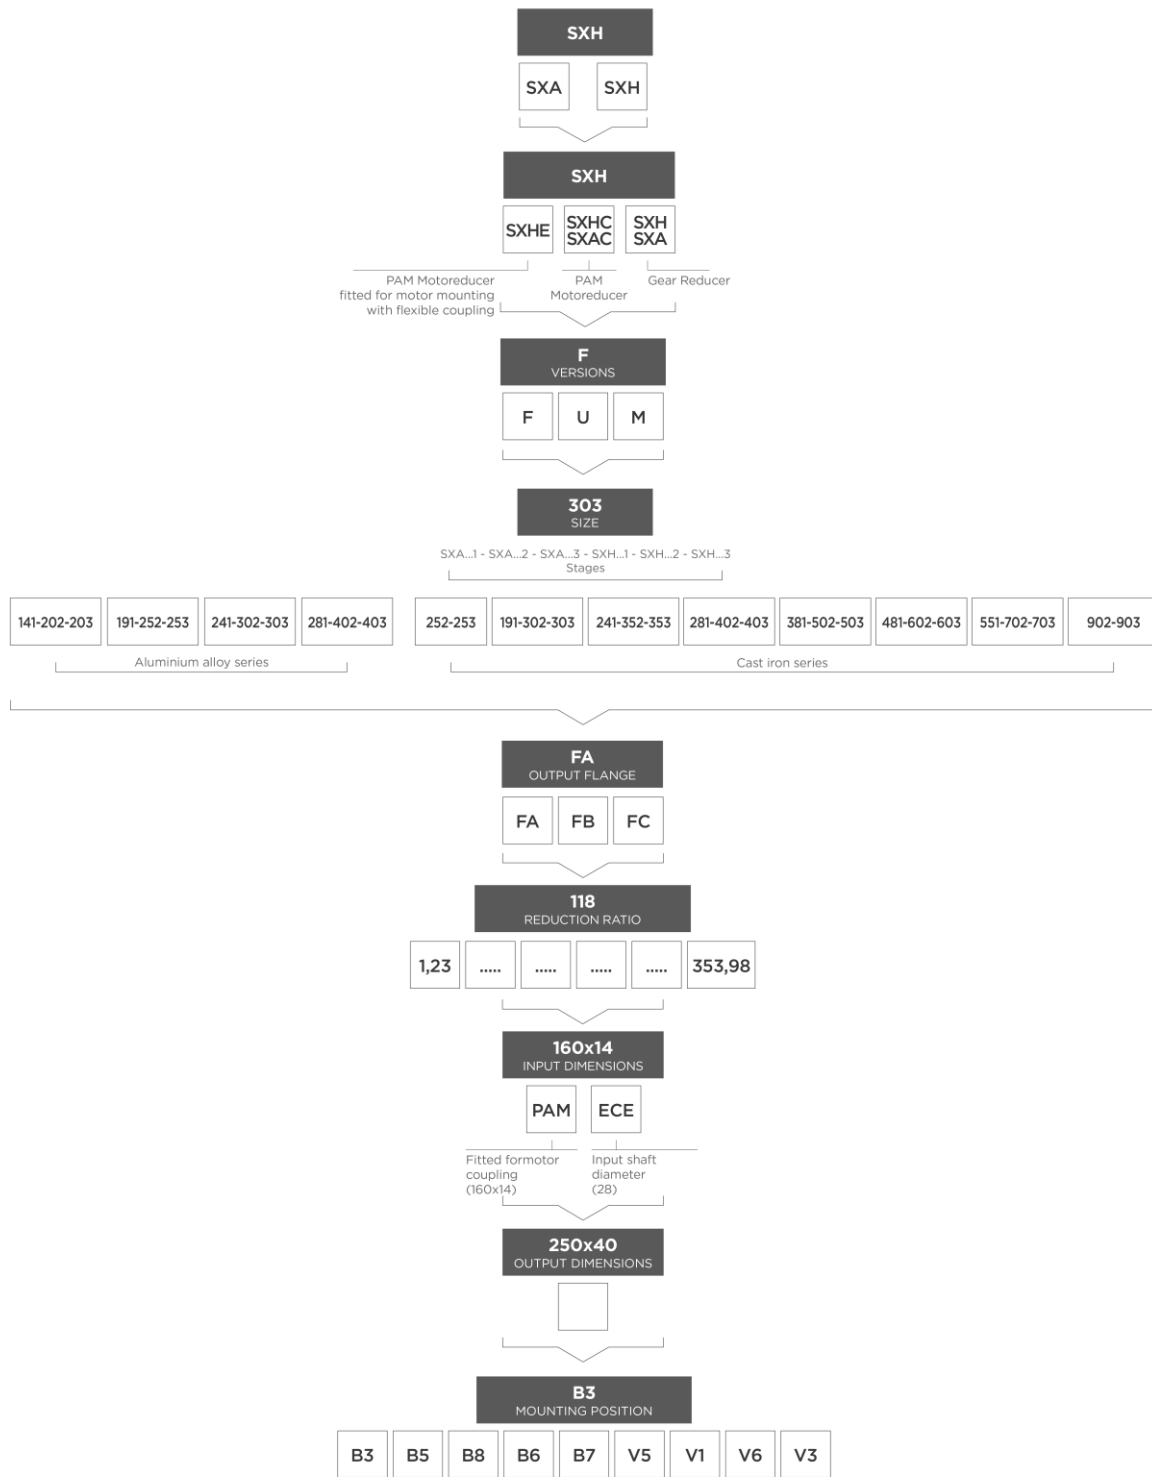 SXH
SXA SXH
SXH
SXHE SXHC SXAC SXH SXA
PAM Motoreducer
fitted for motor mounting
with flexible coupling
PAM
Motoreducer
Gear Reducer
F
VERSIONS
F U M
303
SIZE
SXA...1 - SXA...2 - SXA...3 - SXH...1 - SXH...2 - SXH...3
Stages
141-202-203 191-252-253 241-302-303 281-402-403 252-253 191-302-303 241-352-353 281-402-403 381-502-503 481-602-603 551-702-703 902-903
Aluminium alloy series
Cast iron series
FA
OUTPUT FLANGE
FA FB FC
118
REDUCTION RATIO
1,23 ..... ..... ..... ..... 353,98
160x14
INPUT DIMENSIONS
PAM ECE
Fitted formotor
coupling
(160x14)
Input shaft
diameter
(28)
250x40
OUTPUT DIMENSIONS
B3
MOUNTING POSITION
B3 B5 B8 B6 B7 V5 V1 V6 V3